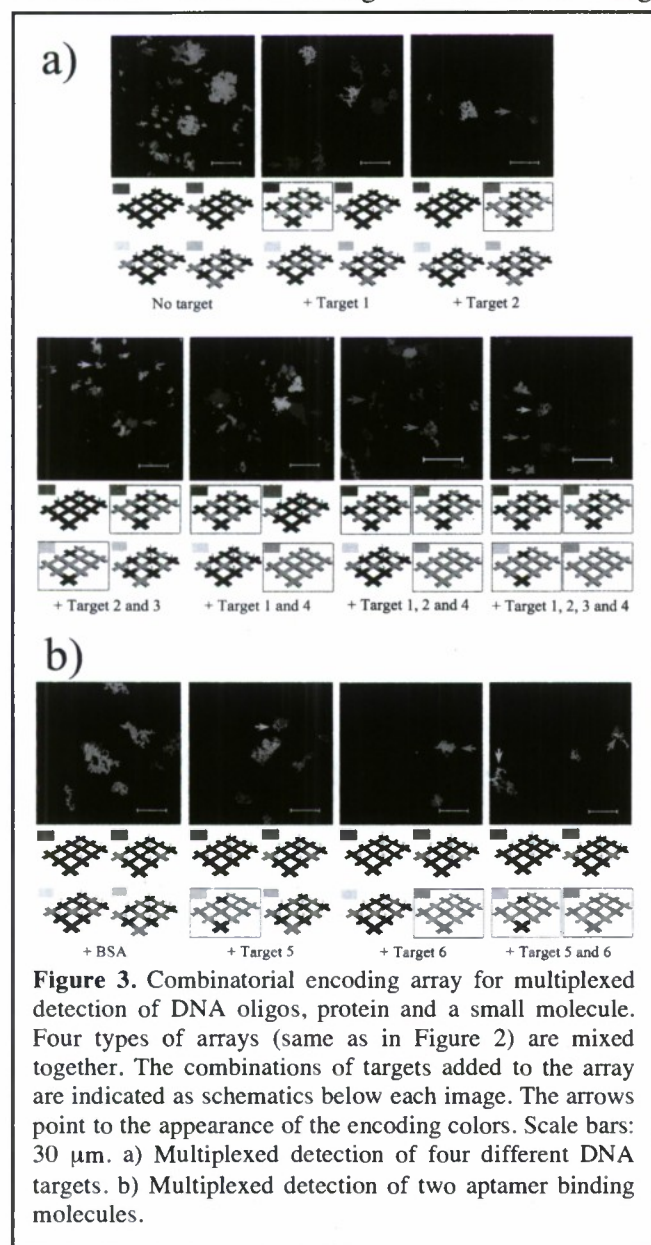 a)
No target + Target 1 + Target 2
+ Target 2 and 3 + Target 1 and 4 + Target 1, 2 and 4 + Target 1, 2, 3 and 4
b)
+ BSA + Target 5 + Target 6 + Target 5 and 6
Figure 3. Combinatorial encoding array for multiplexed
detection of DNA oligos, protein and a small molecule.
Four types of arrays (same as in Figure 2) are mixed
together. The combinations of targets added to the array
are indicated as schematics below each image. The arrows
point to the appearance of the encoding colors. Scale bars:
30 μm. a) Multiplexed detection of four different DNA
targets. b) Multiplexed detection of two aptamer binding
molecules.